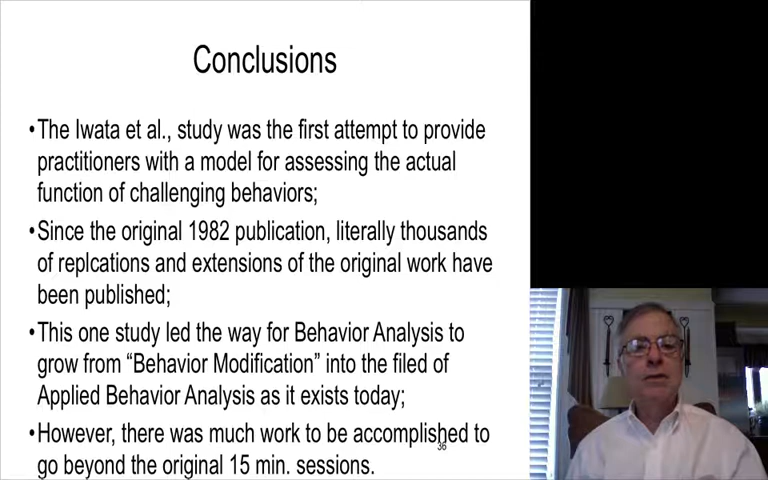 Conclusions
•The Iwata et al., study was the first attempt to provide
practitioners with a model for assessing the actual
function of challenging behaviors;
•Since the original 1982 publication, literally thousands
of replcations and extensions of the original work have
been published;
•This one study led the way for Behavior Analysis to
grow from “Behavior Modification” into the filed of
Applied Behavior Analysis as it exists today;
•However, there was much work to be accomplished to
36
go beyond the original 15 min. sessions.